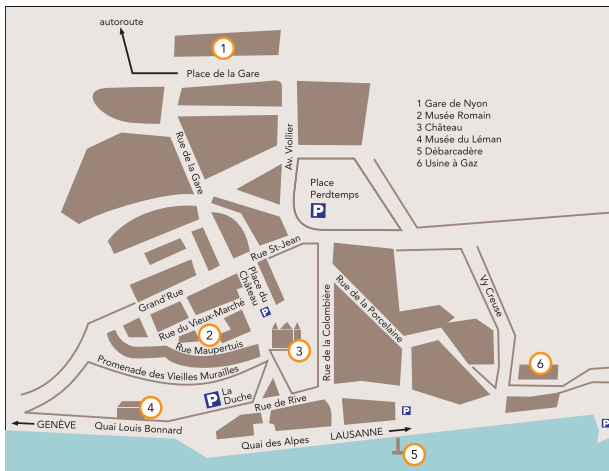 autoroute
1
Place de la Gare
1 Gare de Nyon
2 Musée Romain
3 Château
4 Musée du Léman
5 Débarcadère
6 Usine à Gaz
Rue de la Gare
Av. Viollier
Place
Perdtemps
P
Rue St-Jean
Place du
Château
P
Grand'Rue
Rue du Vieux-Marché
2
Rue Maupertuis
3
Rue de la Colombière
Rue de la Porcelaine
Vy Creuse
6
Promenade des Vieilles Murailles
P
La
Duche
4
Rue de Rive
P
GENÈVE
Quai Louis Bonnard
Quai des Alpes
LAUSANNE
P
5